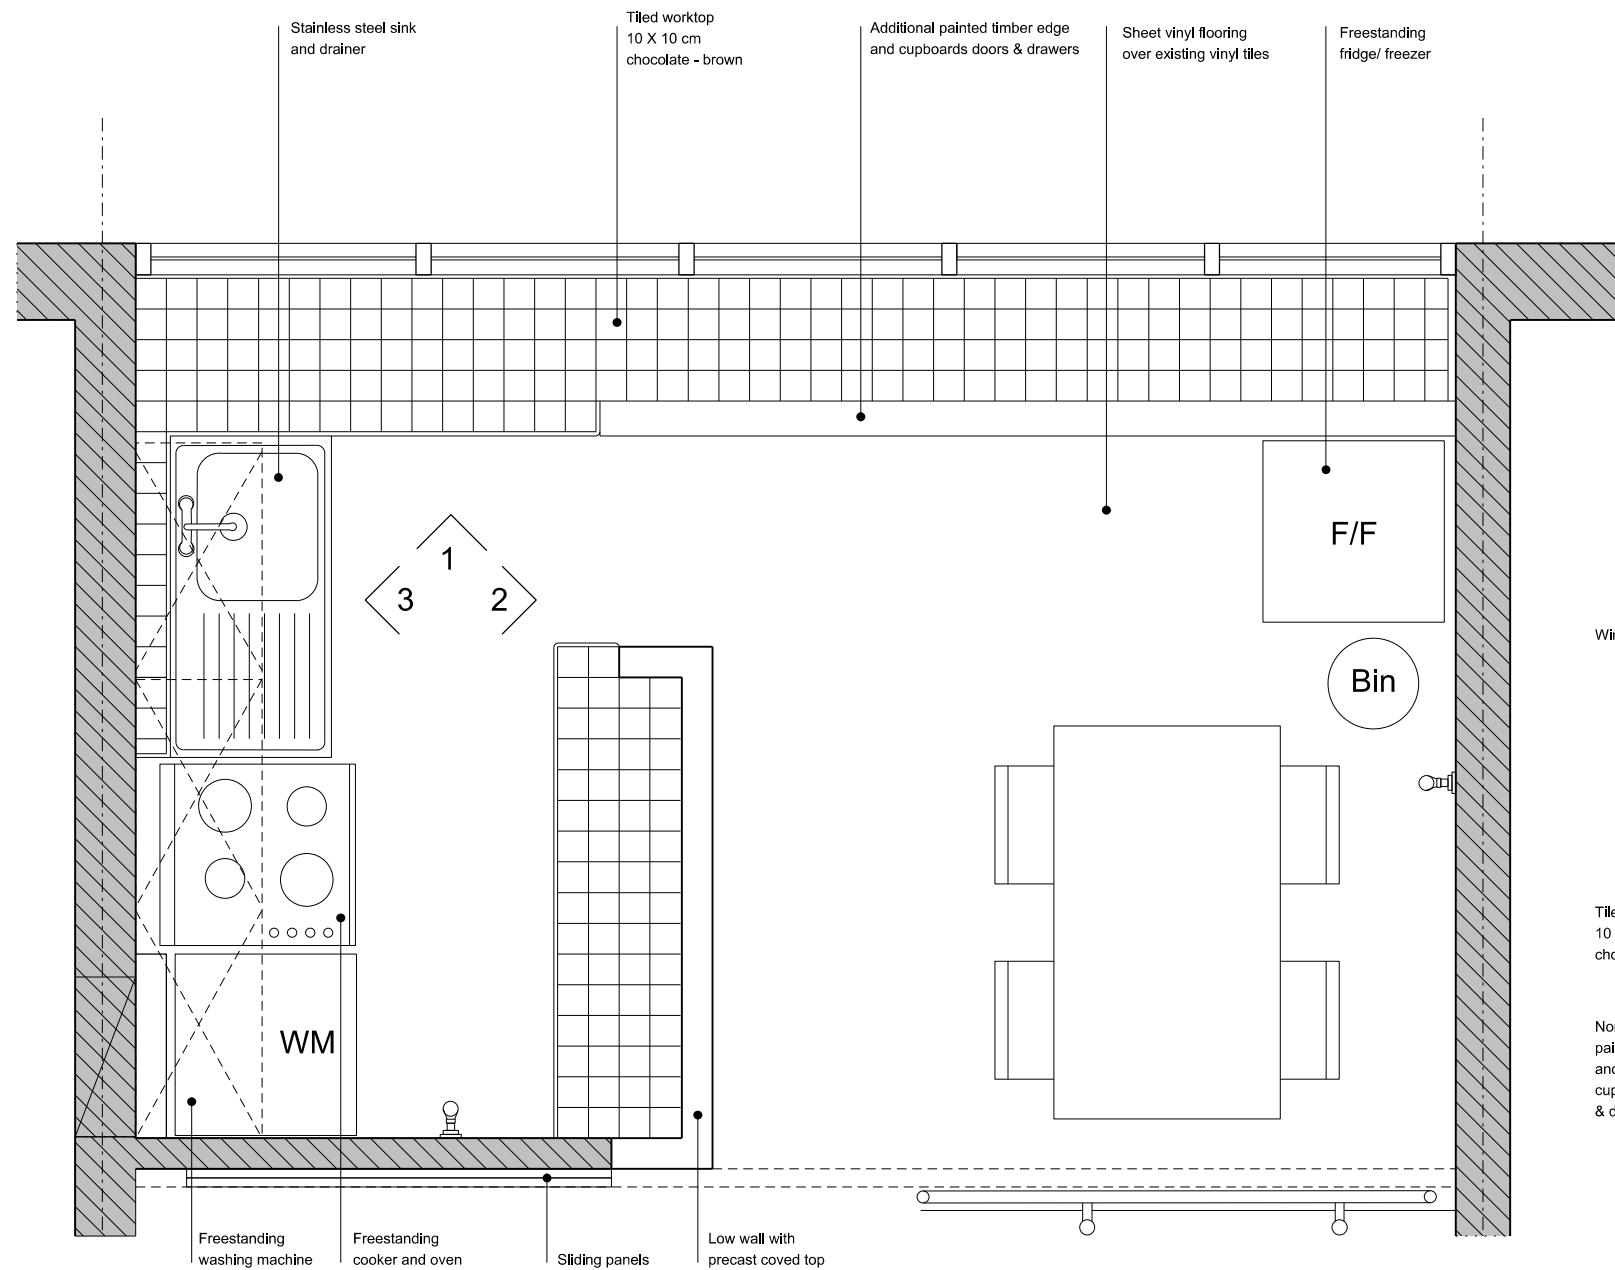 Stainless steel sink
and drainer
Tiled worktop
10 X 10 cm
chocolate - brown
Additional painted timber edge
and cupboards doors & drawers
Sheet vinyl flooring
over existing vinyl tiles
Freestanding
fridge/ freezer
F/F
1
3
2
Bin
WM
10
& d
Freestanding
washing machine
Freestanding
cooker and oven
Sliding panels
Low wall with
precast coved top